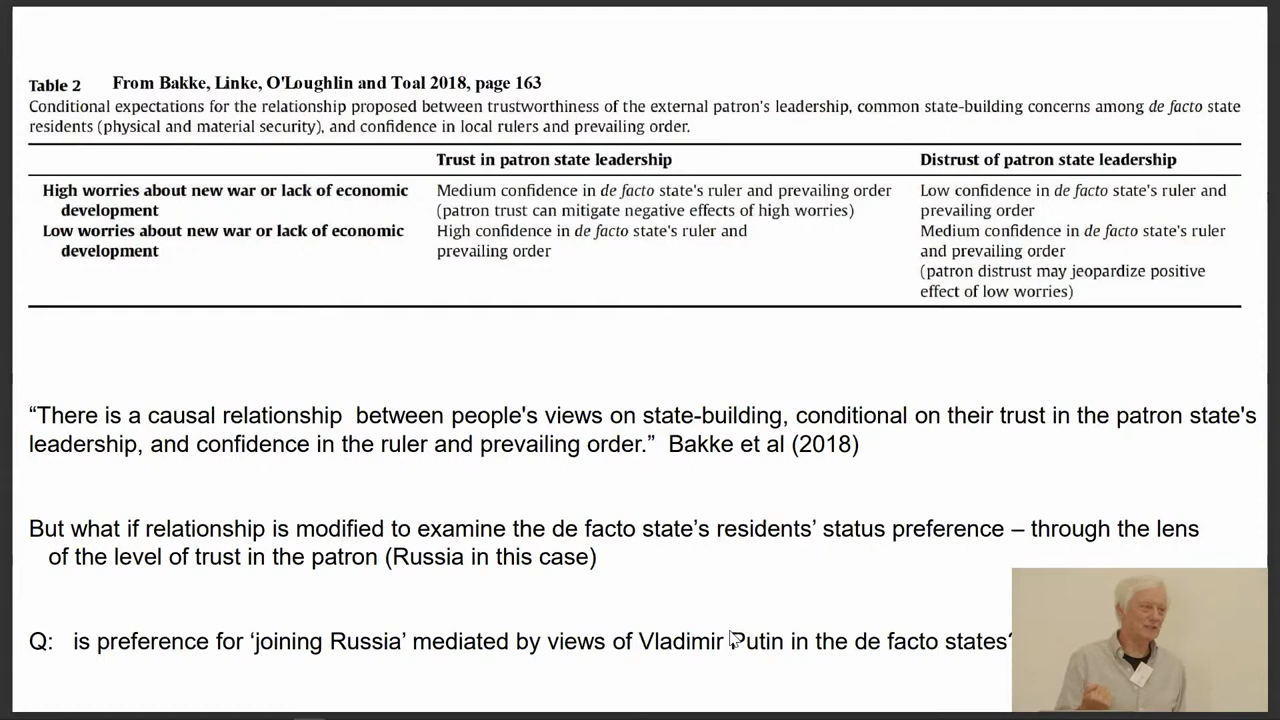 Table 2 From Bakke, Linke, O'Loughlin and Toal 2018, page 163
Conditional expectations for the relationship proposed between trustworthiness of the external patron's leadership, common state-building concerns among de facto state
residents (physical and material security), and confidence in local rulers and prevailing order.
Trust in patron state leadership Distrust of patron state leadership
High worries about new war or lack of economic Medium confidence in de facto state's ruler and prevailing order Low confidence in de facto state's ruler and
development (patron trust can mitigate negative effects of high worries) prevailing order
Low worries about new war or lack of economic High confidence in de facto state's ruler and Medium confidence in de facto state's ruler
development prevailing order and prevailing order
(patron distrust may jeopardize positive
effect of low worries)
“There is a causal relationship between people's views on state-building, conditional on their trust in the patron state's
leadership, and confidence in the ruler and prevailing order.” Bakke et al (2018)
But what if relationship is modified to examine the de facto state’s residents’ status preference – through the lens
of the level of trust in the patron (Russia in this case)
Q: is preference for ‘joining Russia’ mediated by views of Vladimir Putin in the de facto states?